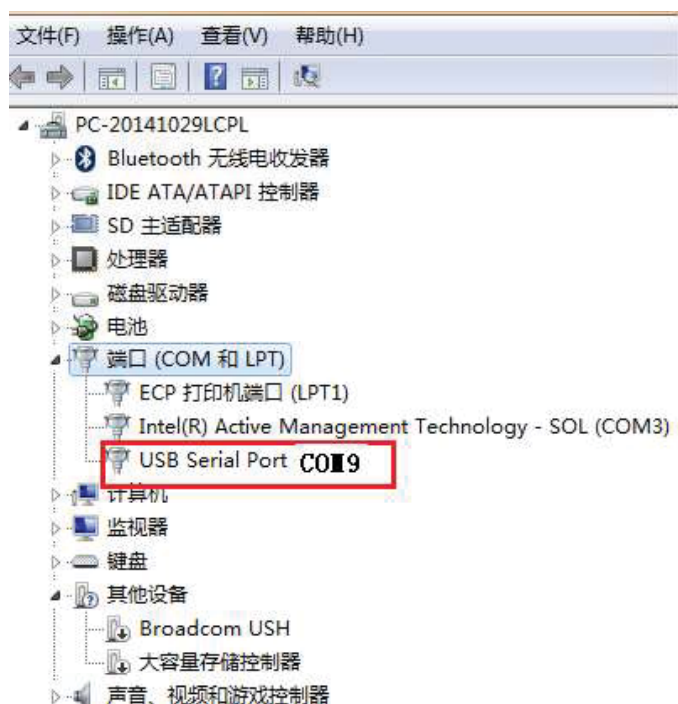 文件(F) 操作(A) 查看(V) 帮助(H)
PC-20141029LCPL
Bluetooth 无线电收发器
IDE ATA/ATAPI 控制器
SD 主适配器
处理器
磁盘驱动器
电池
端口 (COM 和 LPT)
ECP 打印机端口 (LPT1)
Intel(R) Active Management Technology - SOL (COM3)
USB Serial Port COM9
计算机
监视器
键盘
其他设备
Broadcom USH
大容量存储控制器
声音、视频和游戏控制器